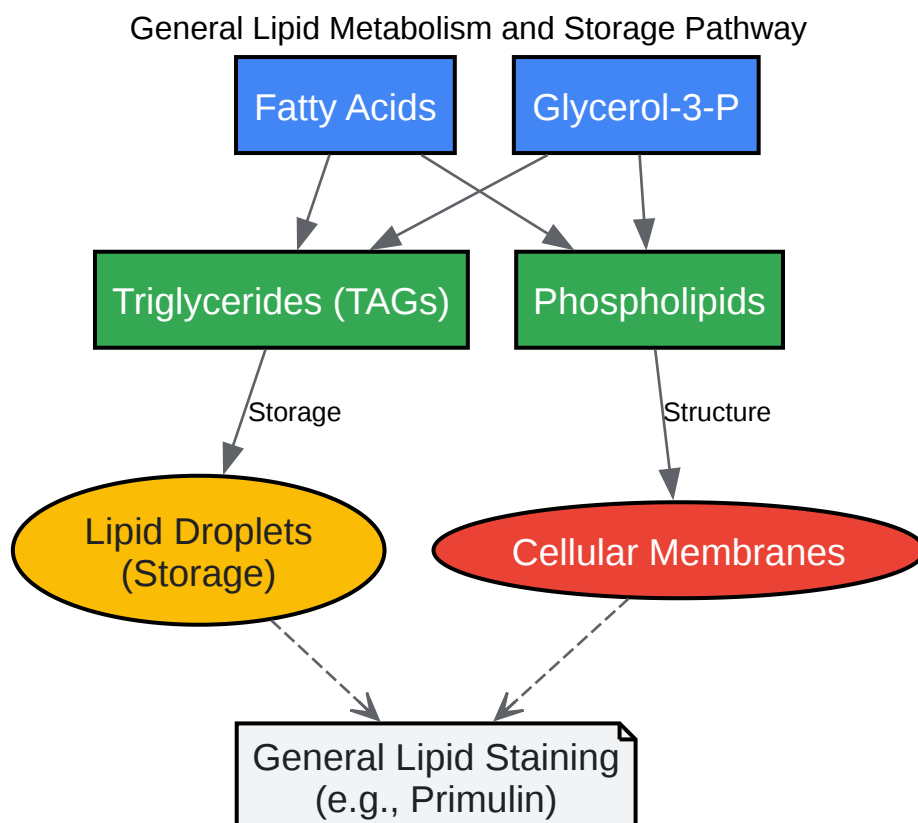 General Lipid Metabolism and Storage Pathway
Fatty Acids
Glycerol-3-P
Triglycerides (TAGs)
Phospholipids
Storage
Structure
Lipid Droplets
(Storage)
Cellular Membranes
General Lipid Staining
(e.g., Primulin)